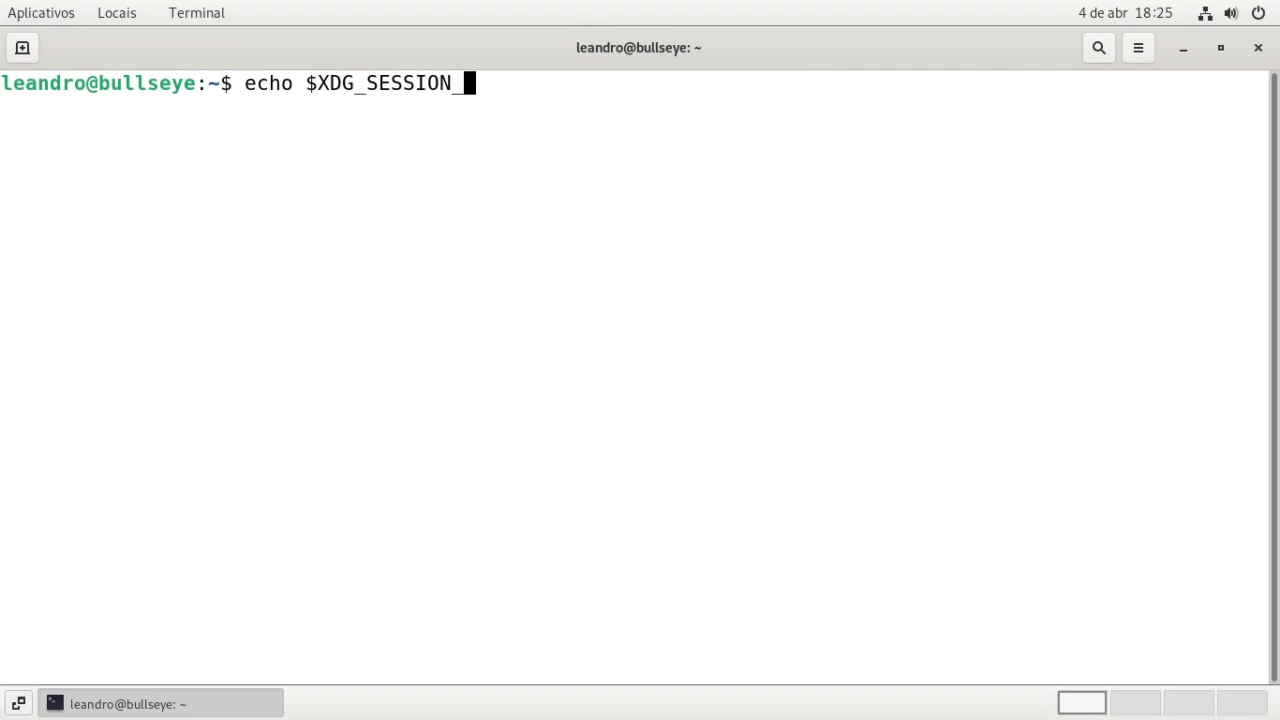 Aplicativos Locais Terminal 4 de abr 18:25
leandro@bullseye: ~
leandro@bullseye:~$ echo $XDG_SESSION_
leandro@bullseye: ~